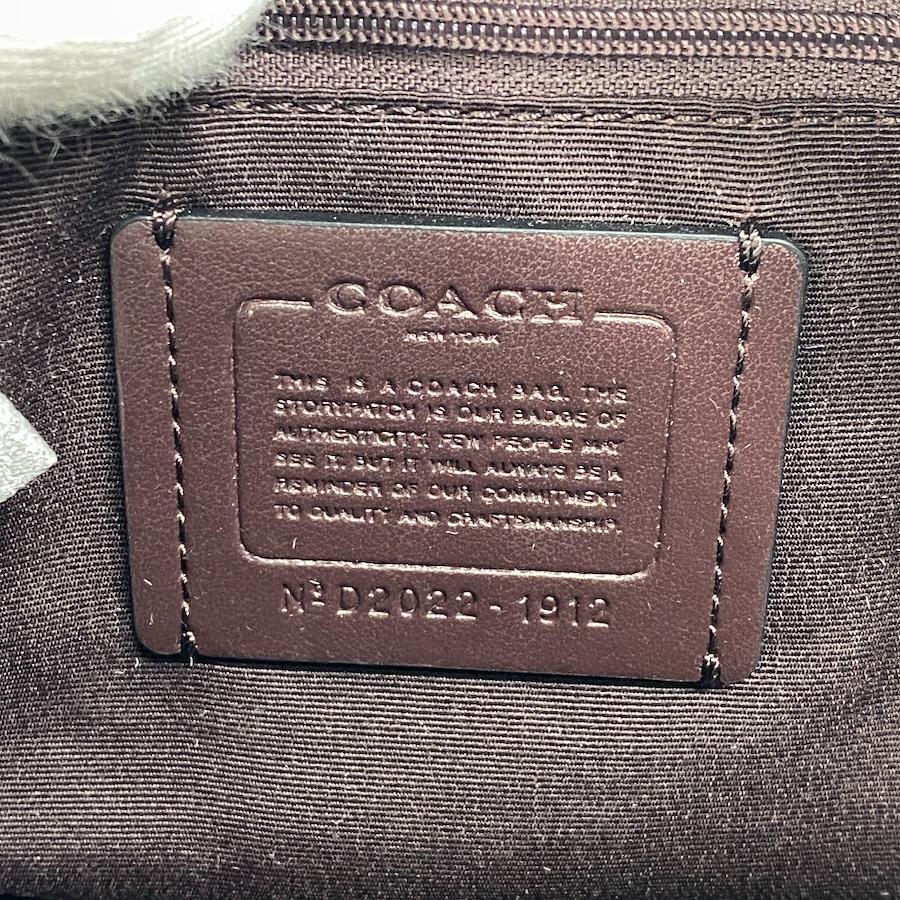 COACH
NEW YORK
THIS IS A COACH BAG. THE
STORYPATCH IS OUR BADGE OF
AUTHENTICITY. FEW PEOPLE MAY
SEE IT. BUT IT WILL ALWAYS BE A
REMINDER OF OUR COMMITMENT
TO QUALITY AND CRAFTSMANSHIP.
Nº D2022-1912